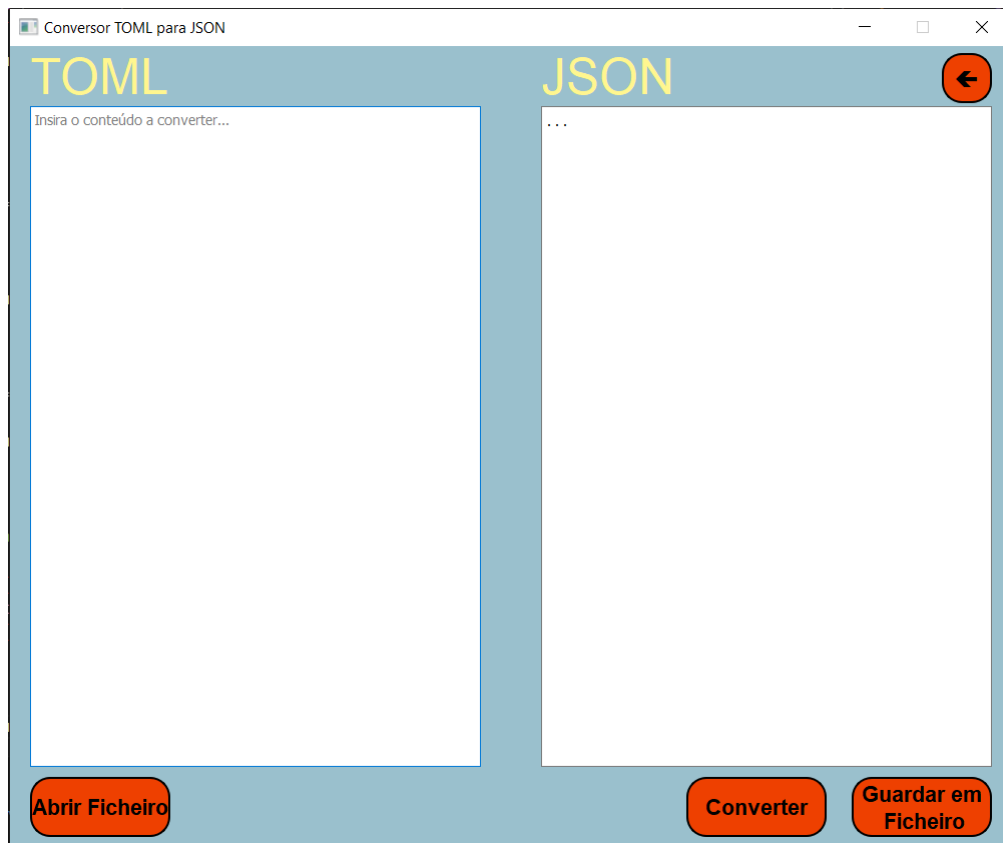 Conversor TOML para JSON
TOML
JSON
Insira o conteúdo a converter...
...
Abrir Ficheiro
Converter
Guardar em
Ficheiro